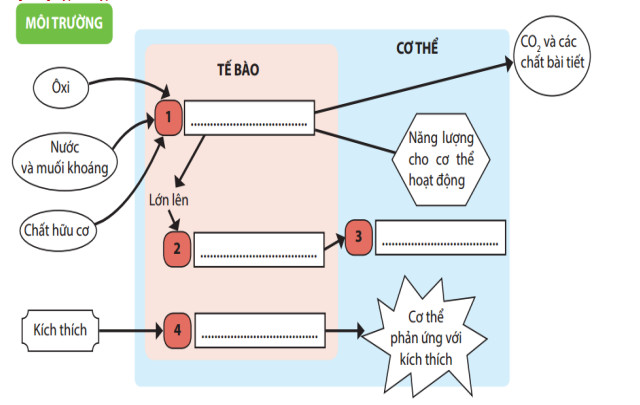 MÔI TRƯỜNG
CƠ THỂ
TẾ BÀO
CO2 và các
chất bài tiết
Ôxi
1 ....................................
Nước
và muối khoáng
Năng lượng
cho cơ thể
hoạt động
Lớn lên
Chất hữu cơ
2 ....................................
3 ....................................
Kích thích
4 ....................................
Cơ thể
phản ứng với
kích thích